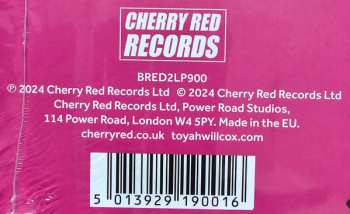 CHERRY RED
RECORDS
BRED2LP900
℗ 2024 Cherry Red Records Ltd © 2024 Cherry Red Records Ltd
Cherry Red Records Ltd, Power Road Studios,
114 Power Road, London W4 5PY. Made in the EU.
cherryred.co.uk toyahwillcox.com
5 013929 190016